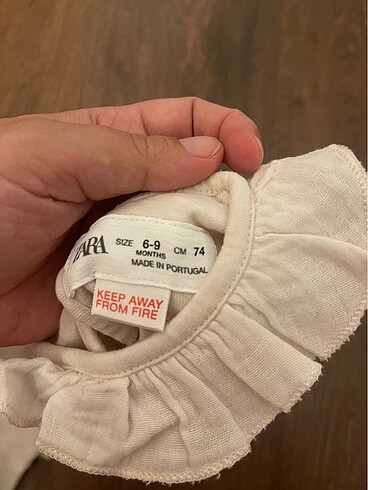 ZARA
SIZE 6-9 MONTHS CM 74
MADE IN PORTUGAL
KEEP AWAY
FROM FIRE